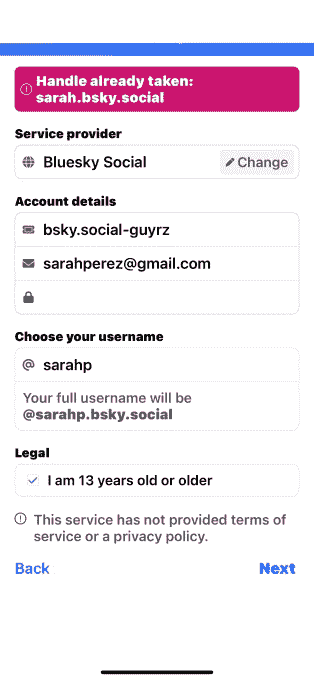 Handle already taken:
sarah.bsky.social
Service provider
Bluesky Social
Change
Account details
bsky.social-guyrz
sarahperez@gmail.com
Choose your username
@ sarahp
Your full username will be
@sarahp.bsky.social
Legal
I am 13 years old or older
This service has not provided terms of
service or a privacy policy.
Back
Next